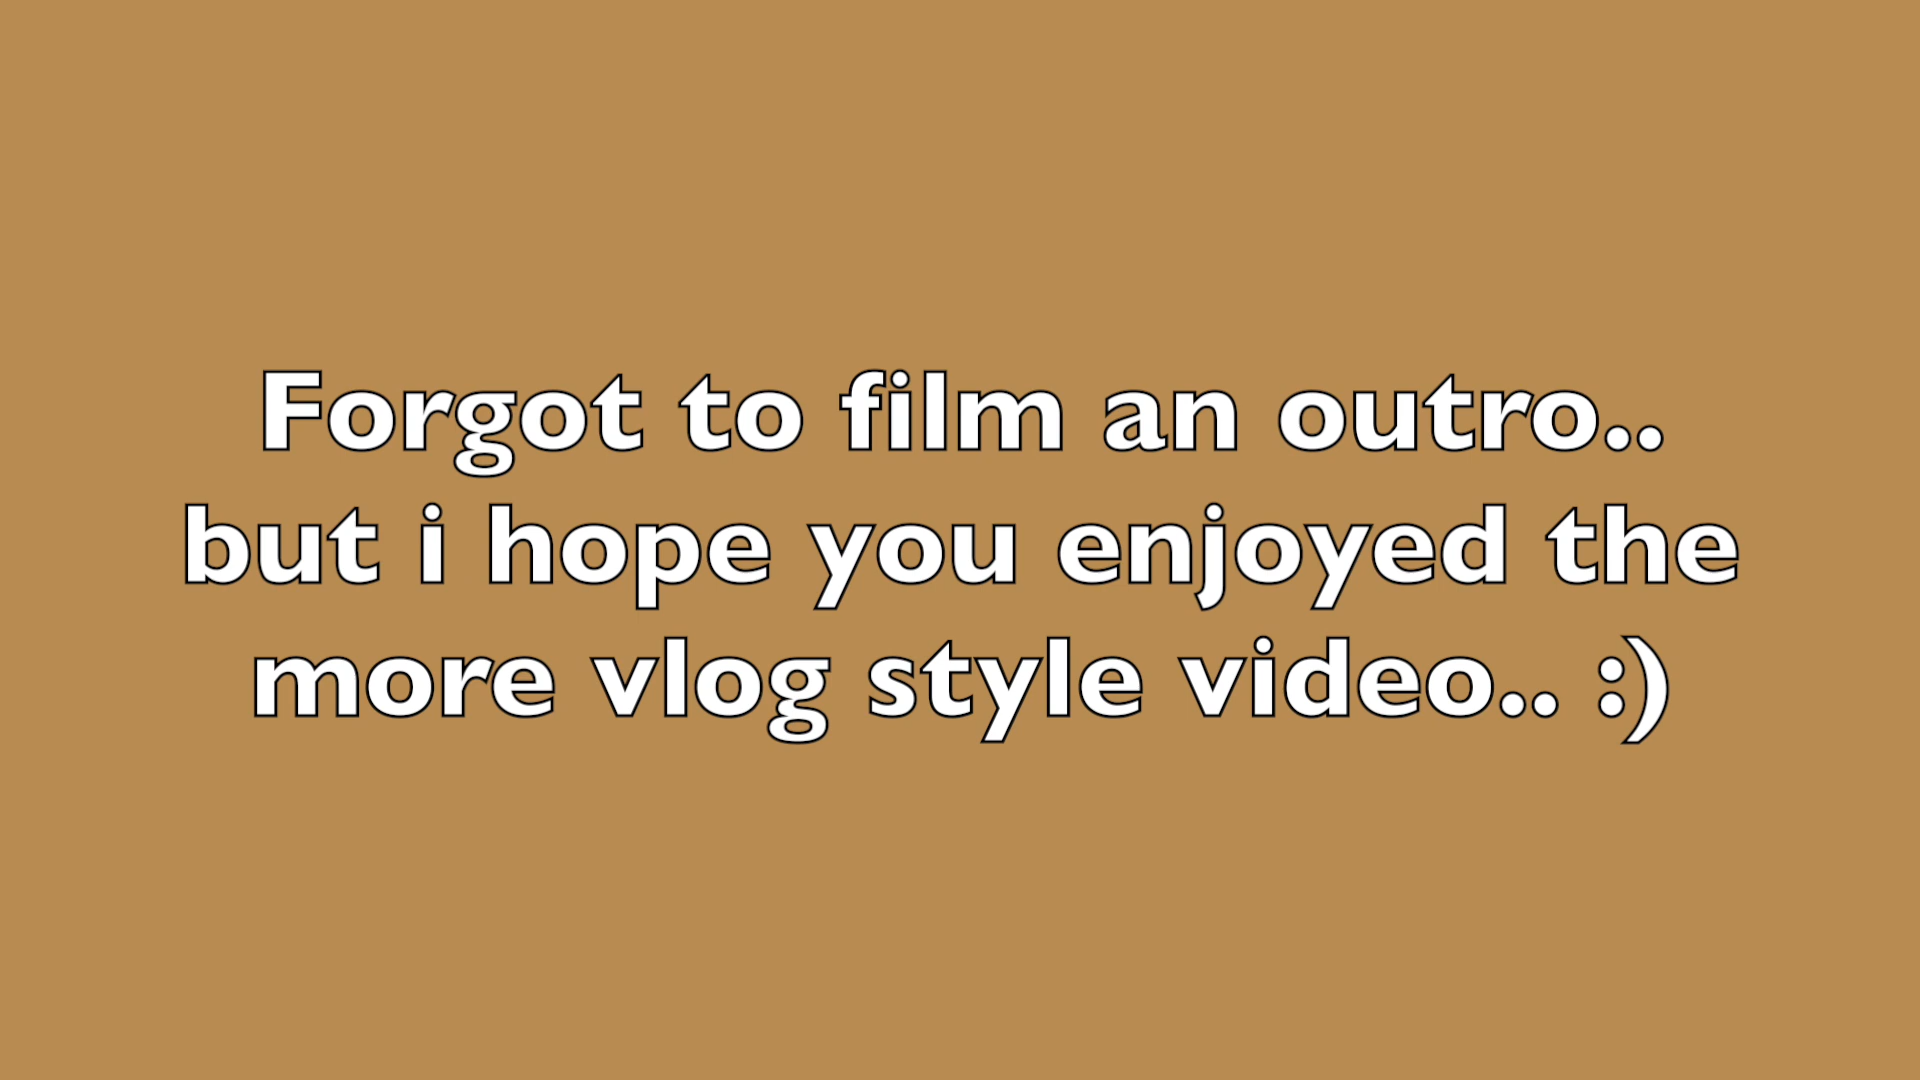 Forgot to film an outro..
but i hope you enjoyed the
more vlog style video.. :)